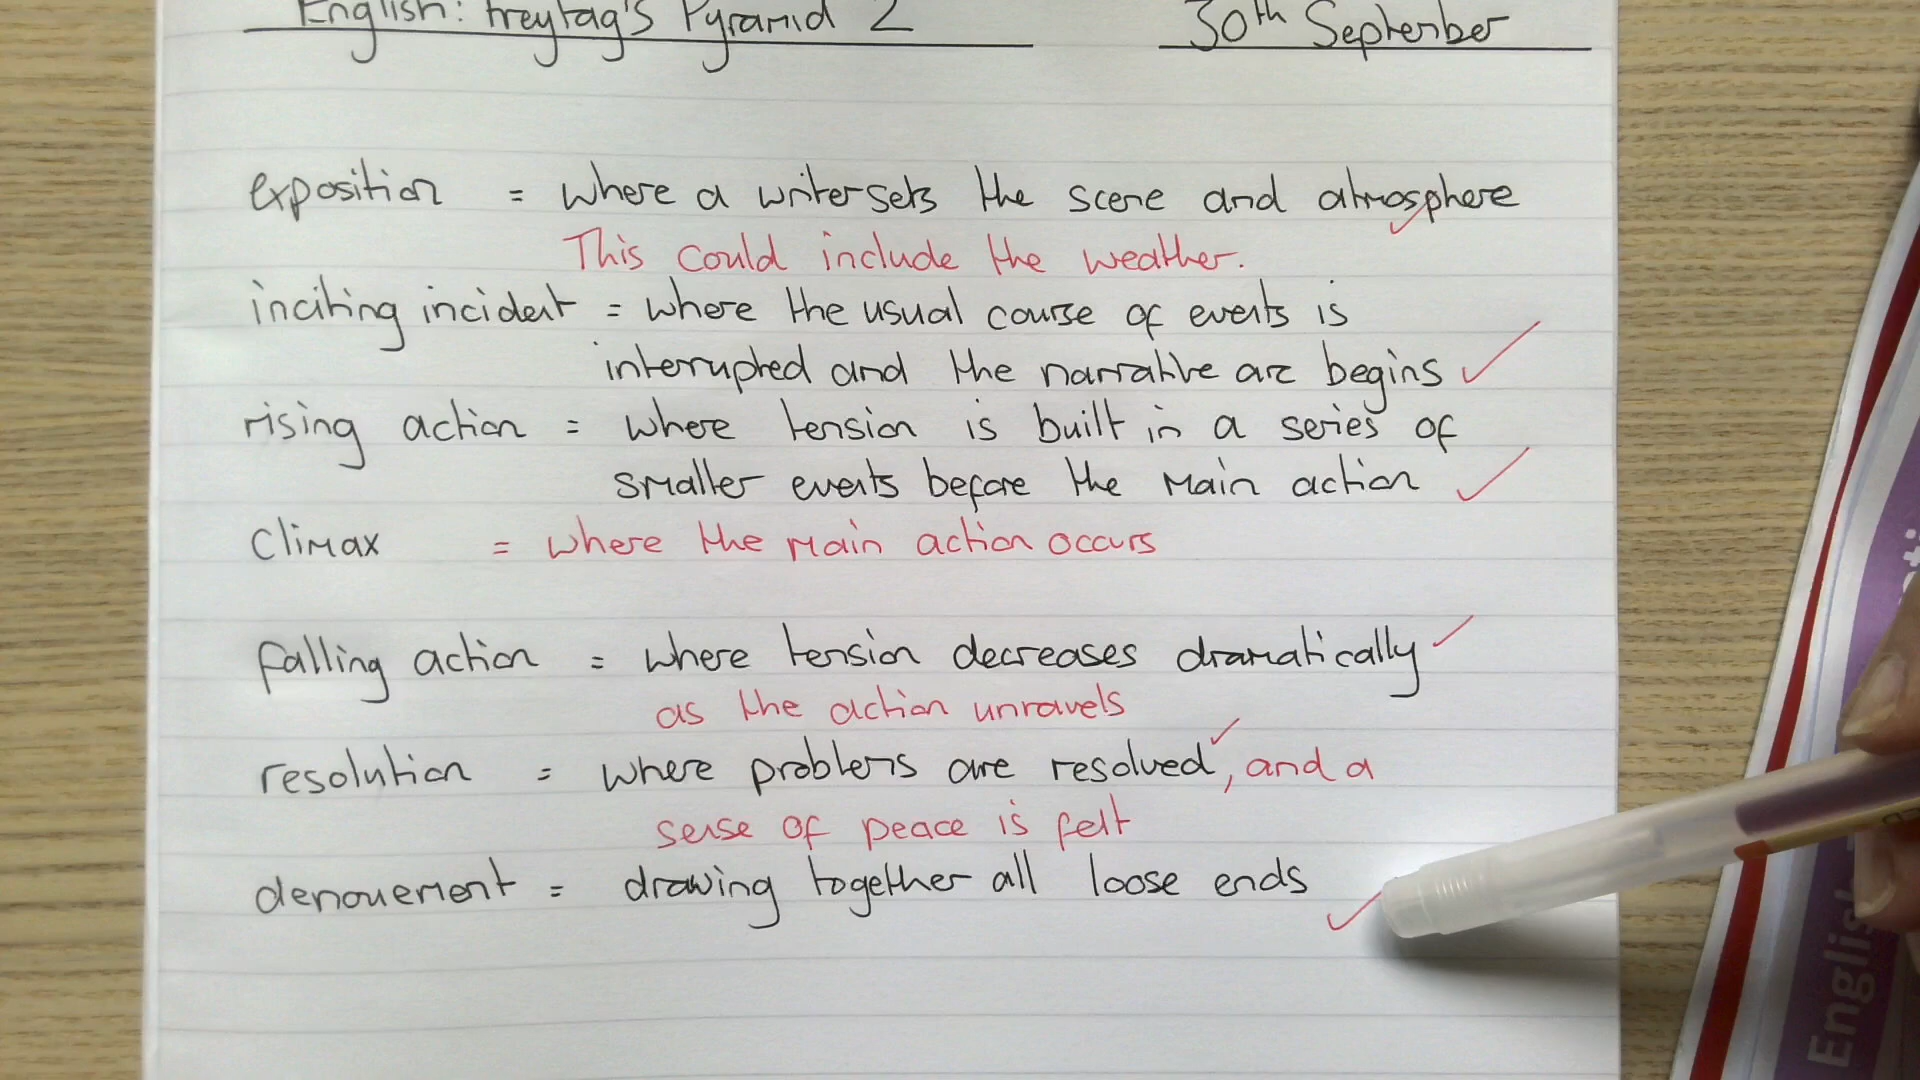 English: Freytag's Pyramid 2 30th September
exposition = where a writer sets the scene and atmosphere
This could include the weather.
inciting incident = where the usual course of events is
interrupted and the narrative arc begins
rising action = where tension is built in a series of
smaller events before the main action
Climax = where the main action occurs
falling action = where tension decreases dramatically
as the action unravels
resolution = where problems are resolved, and a
sense of peace is felt
denouement = drawing together all loose ends
English